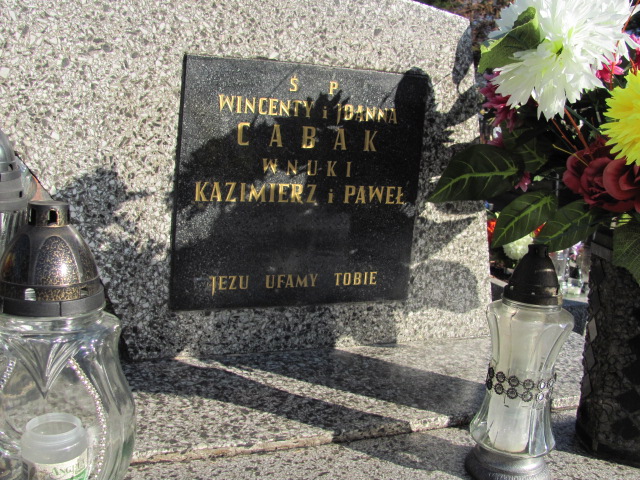 Ś P
WINCENTY i JOANNA
CABAK
WNUKI
KAZIMIERZ i PAWEŁ
JEZU UFAMY TOBIE